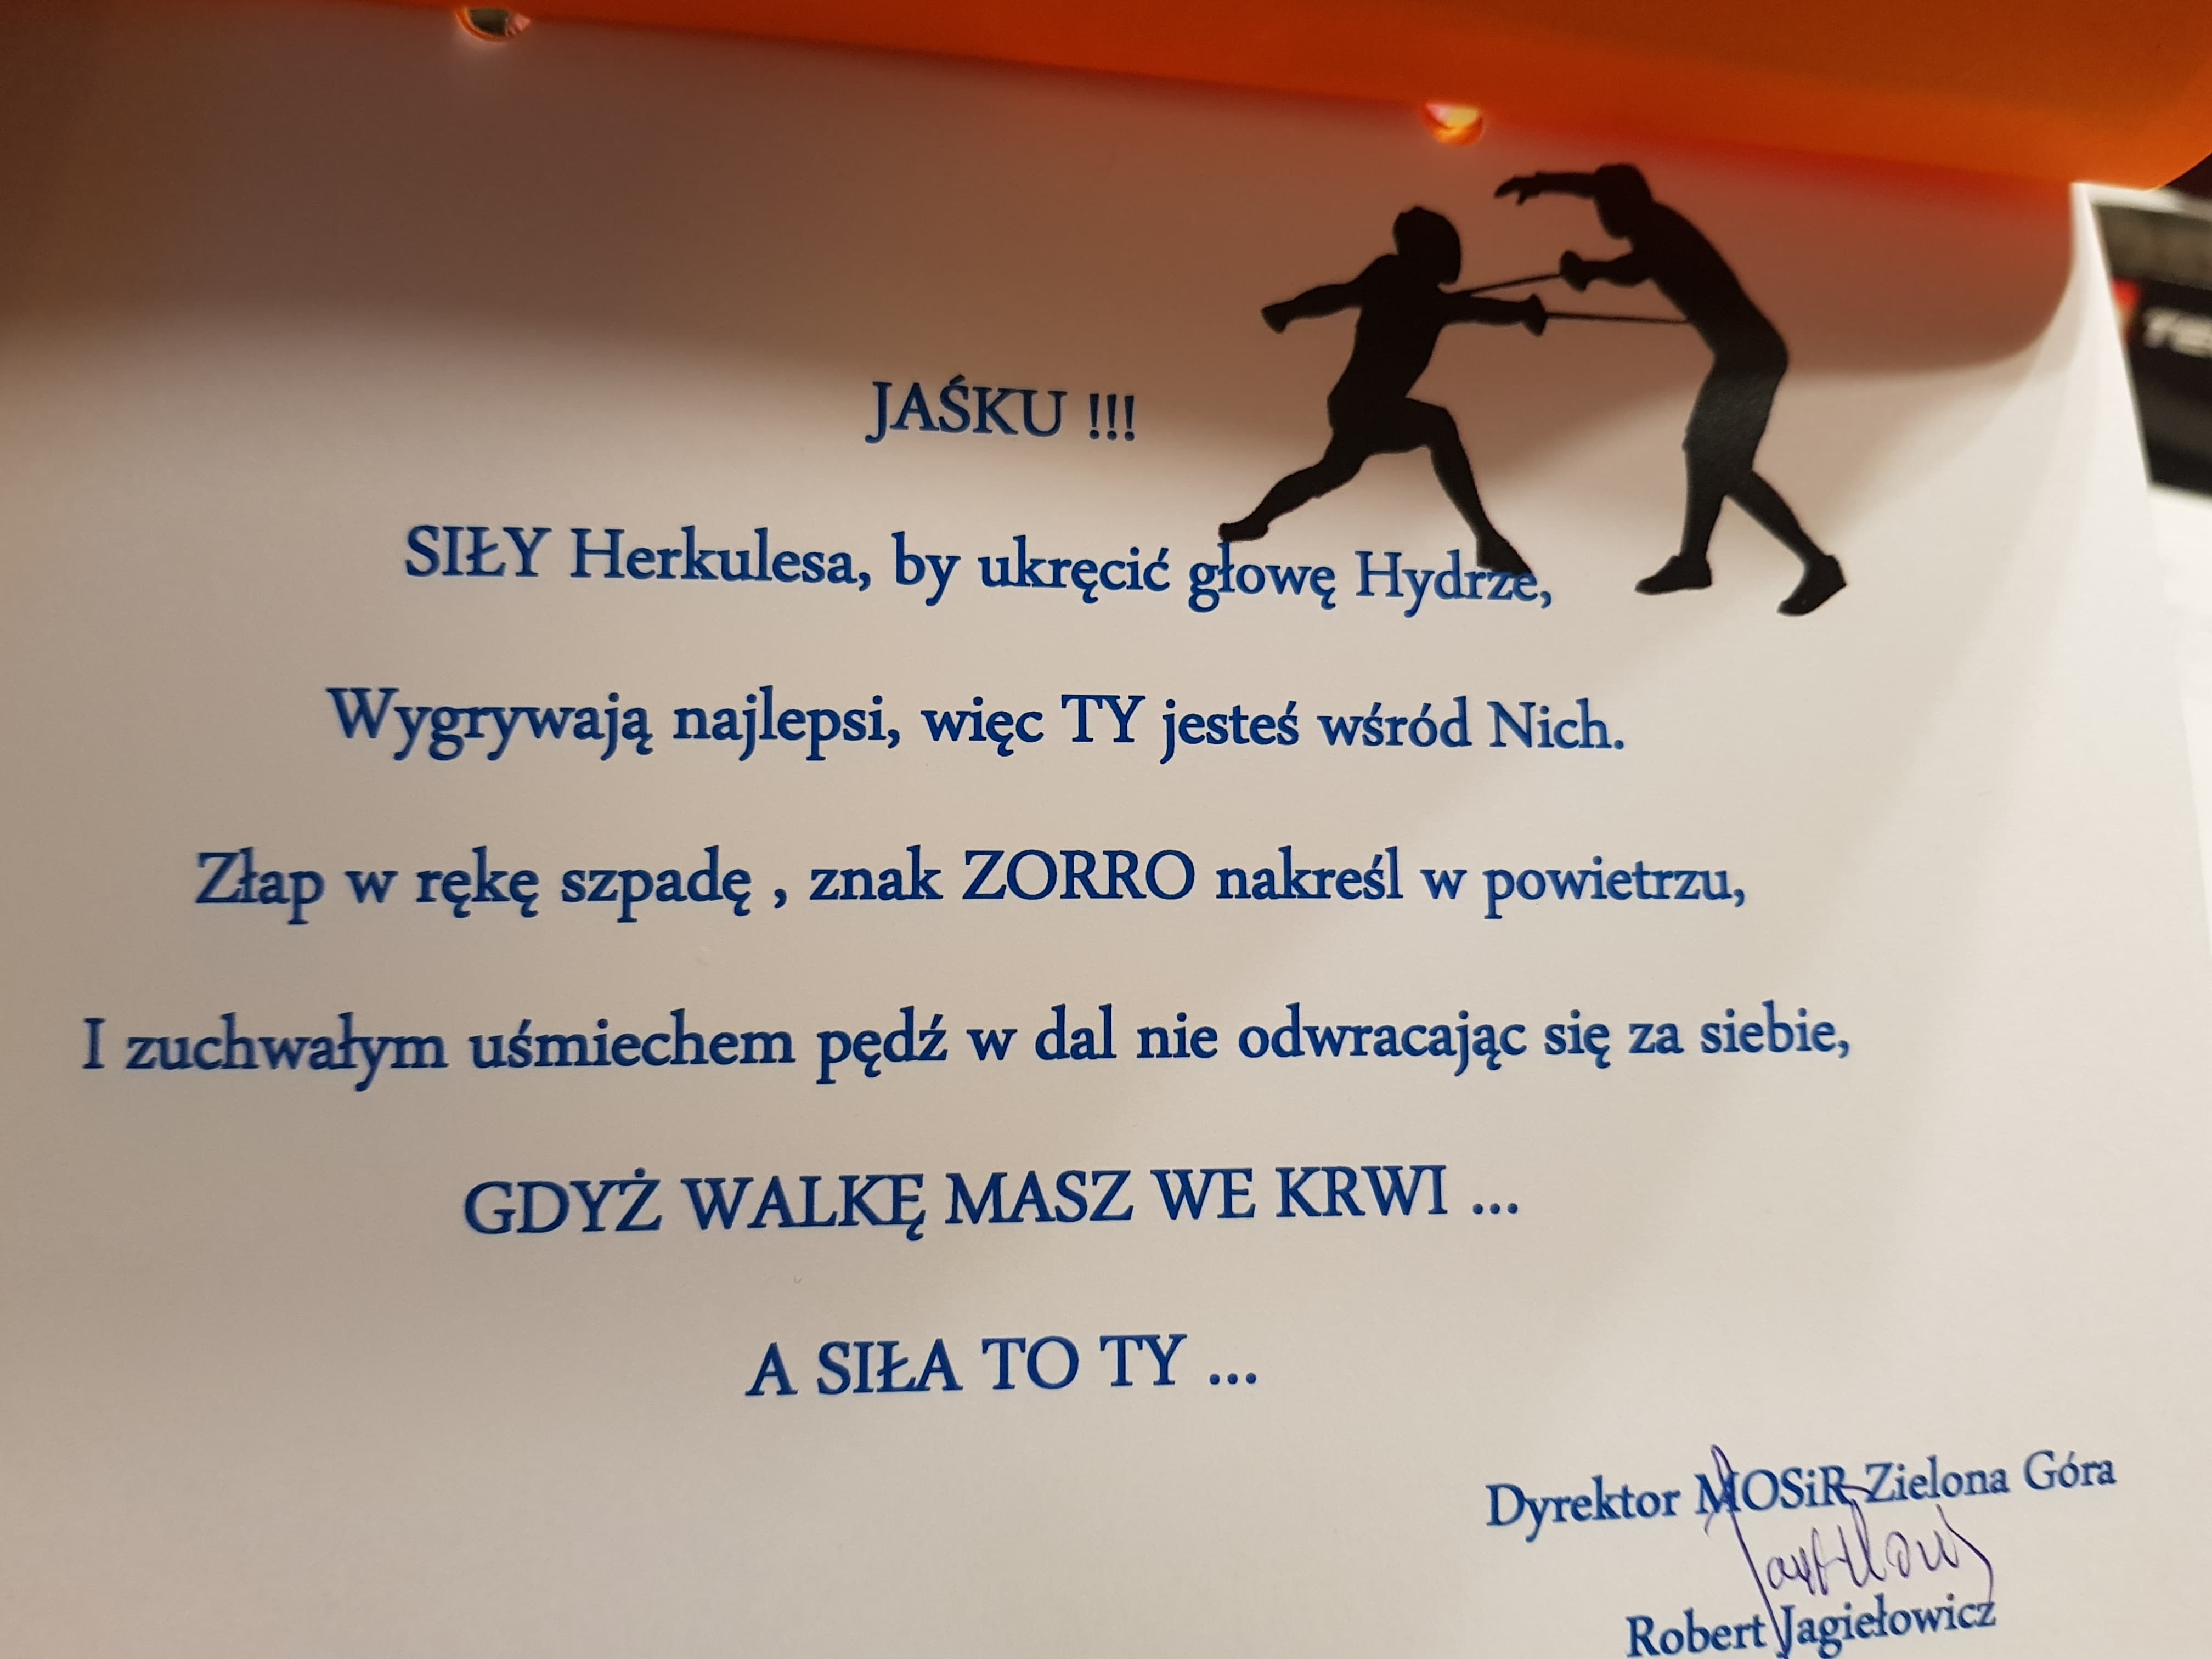 JAŚKU !!!
SIŁY Herkulesa, by ukręcić głowę Hydrze,
Wygrywają najlepsi, więc TY jesteś wśród Nich.
Złap w rękę szpadę , znak ZORRO nakreśl w powietrzu,
I zuchwałym uśmiechem pędź w dal nie odwracając się za siebie,
GDYŻ WALKĘ MASZ WE KRWI ...
A SIŁA TO TY ...
Dyrektor MOSiR Zielona Góra
Robert Jagiełowicz